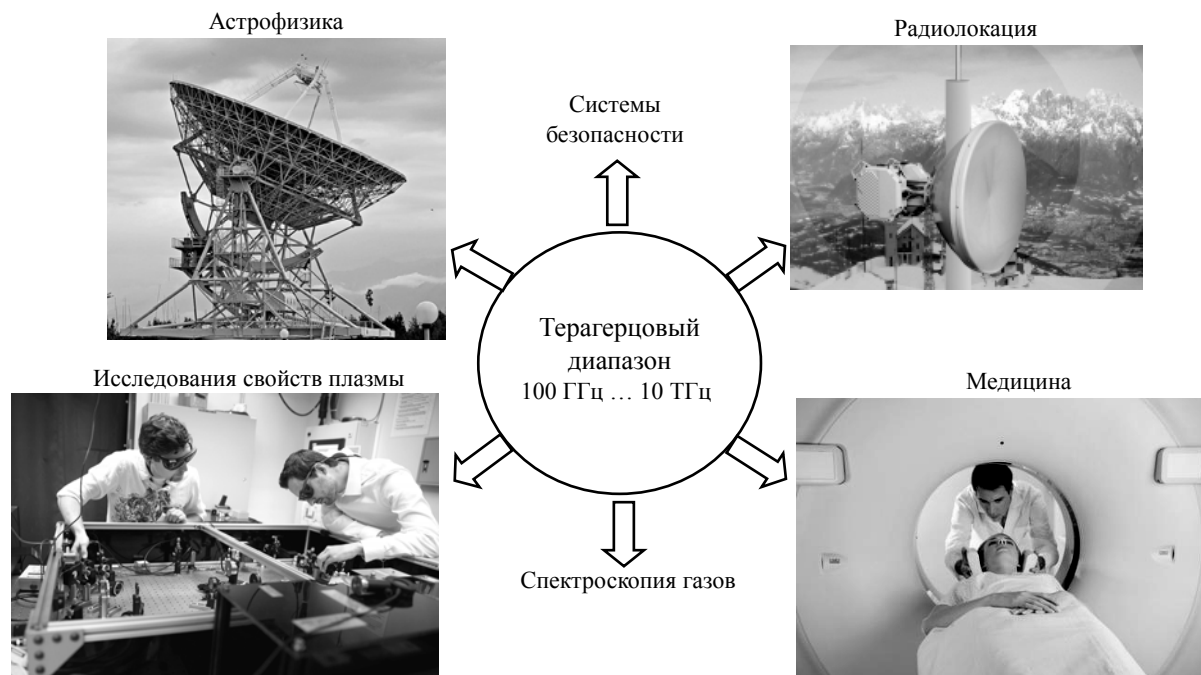 Астрофизика
Радиолокация
Системы
безопасности
Терагерцовый
диапазон
100 ГГц … 10 ТГц
Исследования свойств плазмы
Медицина
Спектроскопия газов